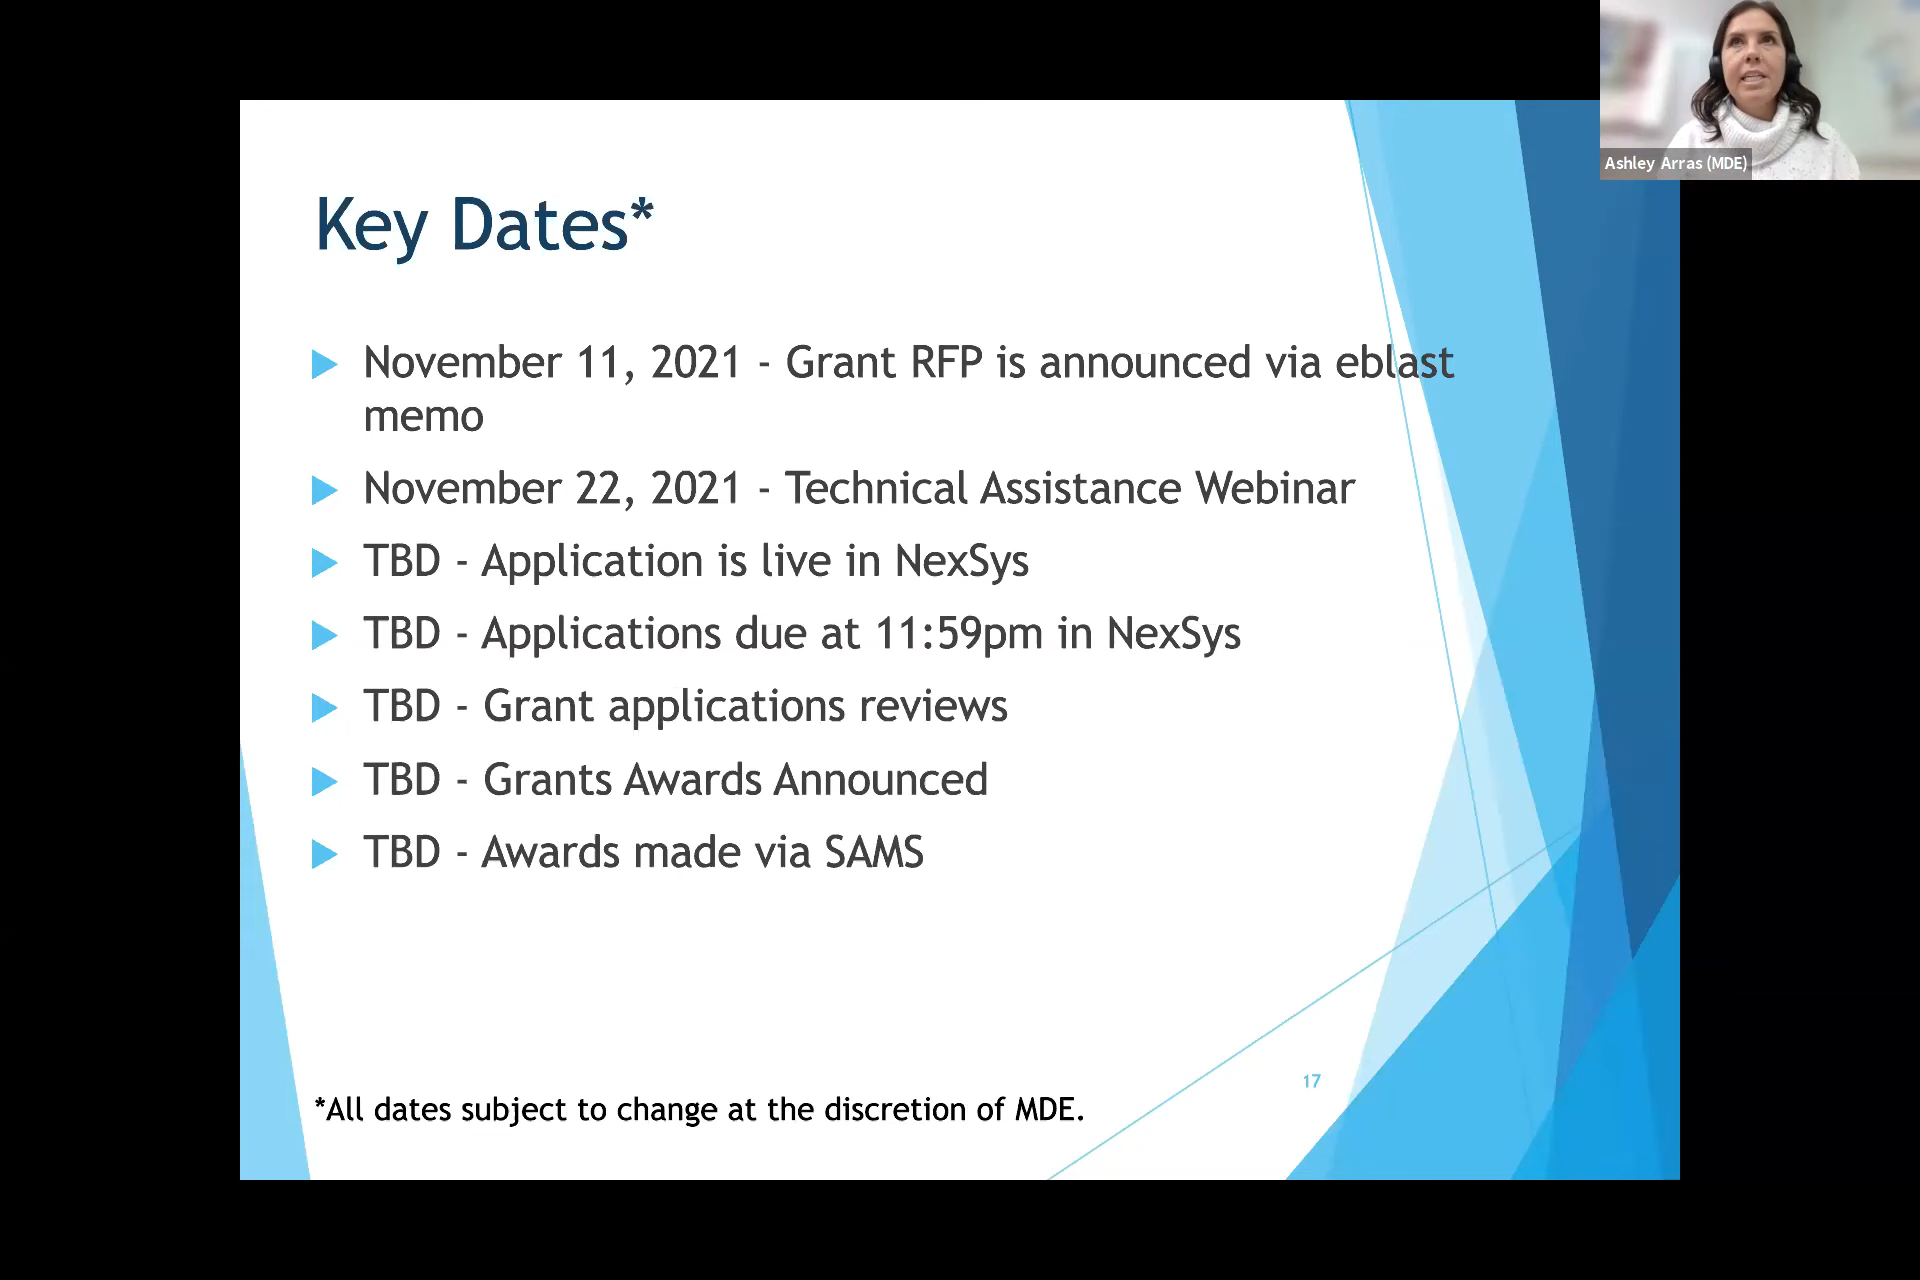 Ashley Arras (MDE)
Key Dates*
November 11, 2021 - Grant RFP is announced via eblast
memo
November 22, 2021 - Technical Assistance Webinar
TBD - Application is live in NexSys
TBD - Applications due at 11:59pm in NexSys
TBD - Grant applications reviews
TBD - Grants Awards Announced
TBD - Awards made via SAMS
17
*All dates subject to change at the discretion of MDE.